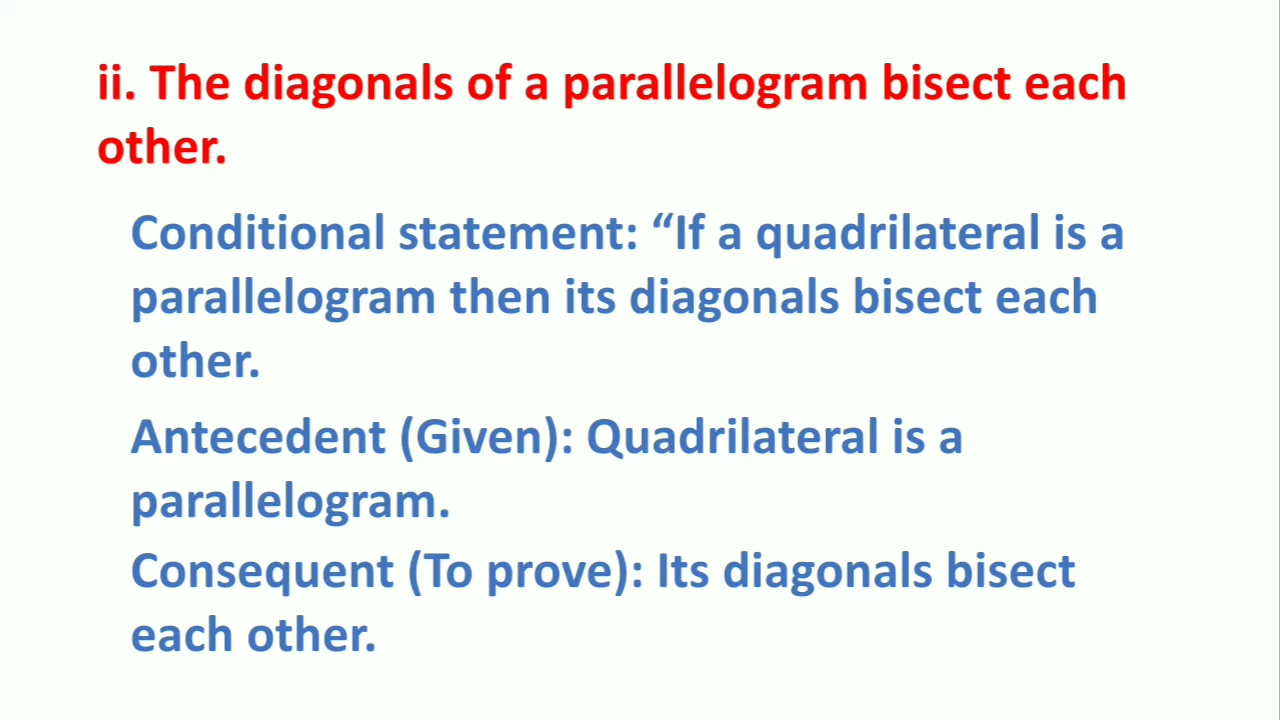 ii. The diagonals of a parallelogram bisect each
other.
Conditional statement: “If a quadrilateral is a
parallelogram then its diagonals bisect each
other.
Antecedent (Given): Quadrilateral is a
parallelogram.
Consequent (To prove): Its diagonals bisect
each other.